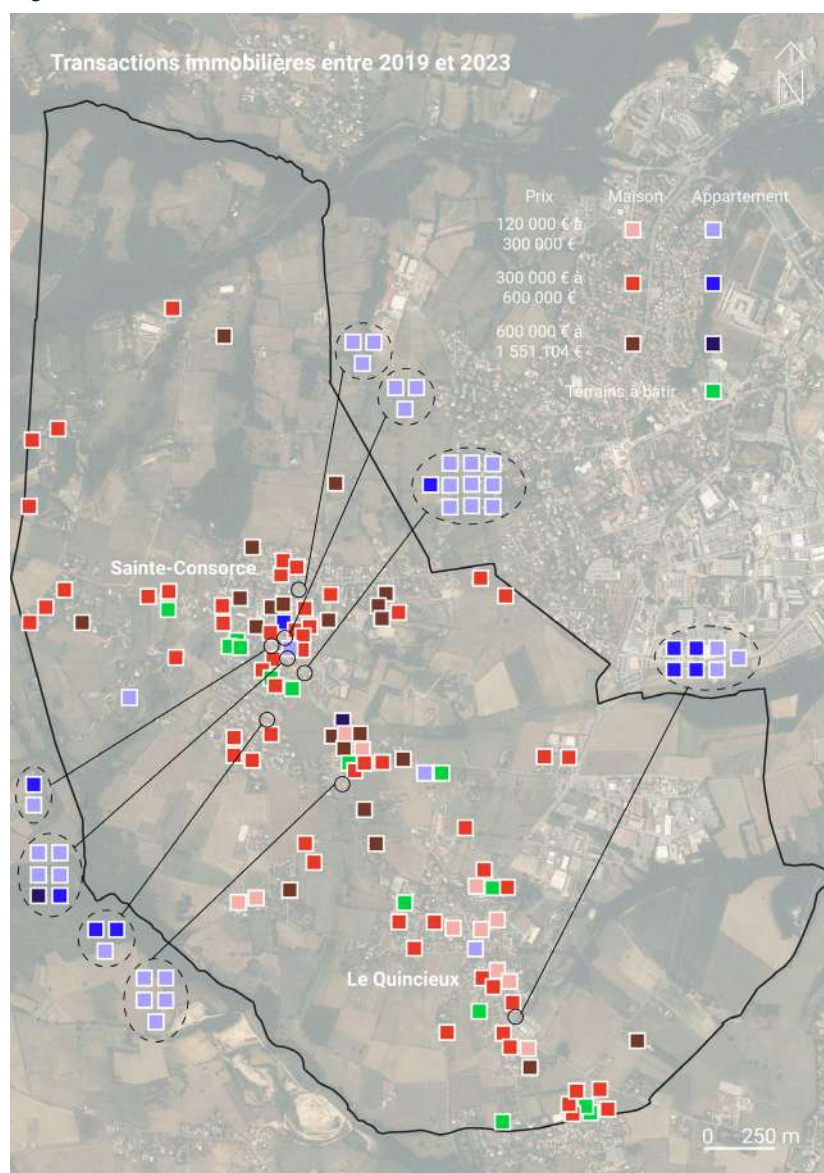 Transactions immobilières entre 2019 et 2023
N
Prix Maison Appartement
120 000 € à
300 000 €
300 000 € à
600 000 €
600 000 € à
1 551 104 €
Terrains à bâtir
Sainte-Consorce
Le Quincieux
0 250 m